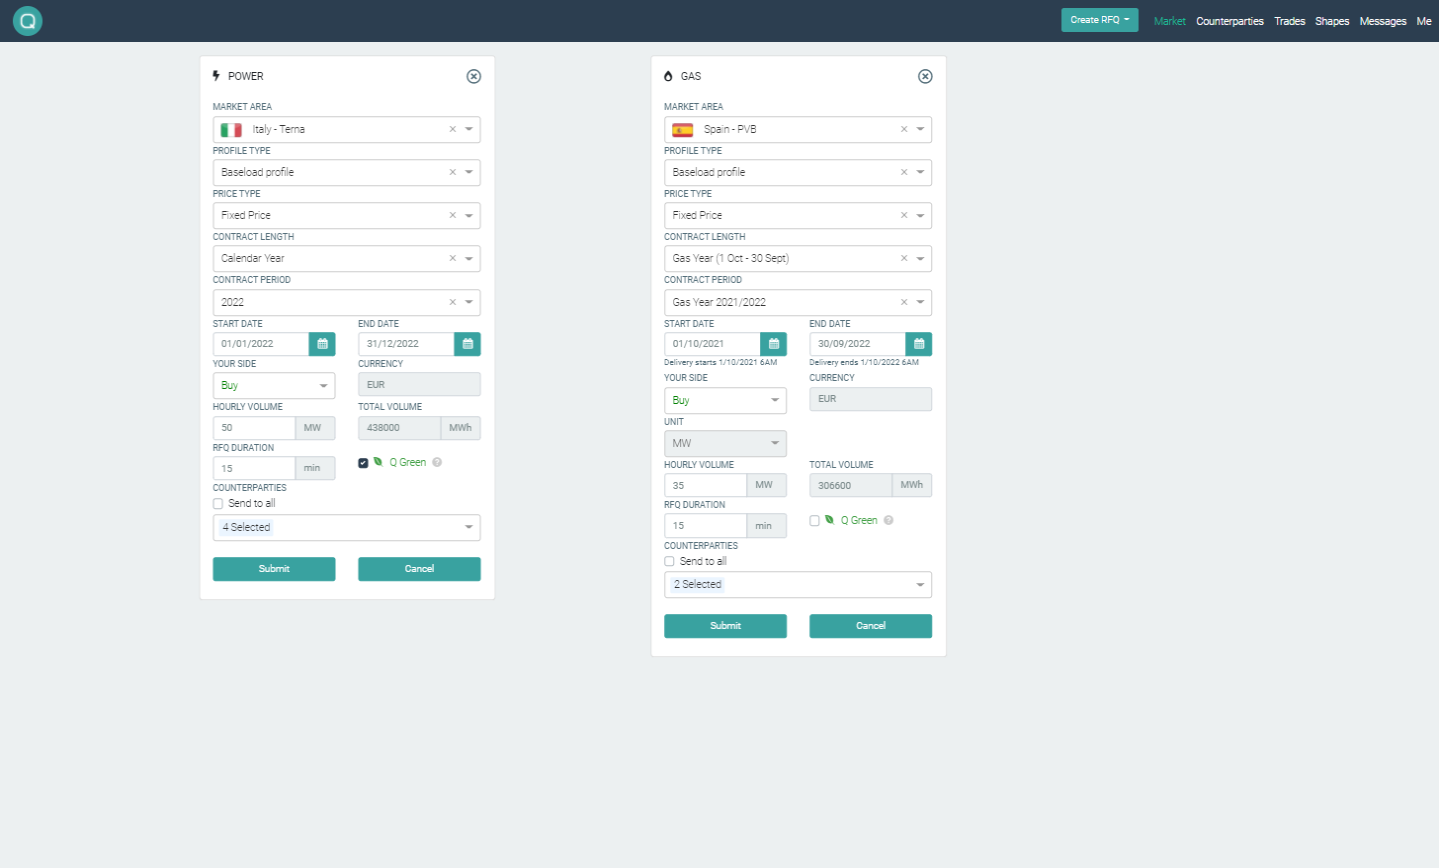 Q
Create RFQ
Market
Counterparties
Trades
Shapes
Messages
Me
POWER
MARKET AREA
Italy - Terna
PROFILE TYPE
Baseload profile
PRICE TYPE
Fixed Price
CONTRACT LENGTH
Calendar Year
CONTRACT PERIOD
2022
START DATE
END DATE
01/01/2022
31/12/2022
YOUR SIDE
CURRENCY
Buy
EUR
HOURLY VOLUME
TOTAL VOLUME
50 MW
438000 MWh
RFQ DURATION
15 min
Q Green ?
COUNTERPARTIES
Send to all
4 Selected
Submit
Cancel
GAS
MARKET AREA
Spain - PVB
PROFILE TYPE
Baseload profile
PRICE TYPE
Fixed Price
CONTRACT LENGTH
Gas Year (1 Oct - 30 Sept)
CONTRACT PERIOD
Gas Year 2021/2022
START DATE
END DATE
01/10/2021
30/09/2022
Delivery starts 1/10/2021 6AM
Delivery ends 1/10/2022 6AM
YOUR SIDE
CURRENCY
Buy
EUR
UNIT
MW
HOURLY VOLUME
TOTAL VOLUME
35 MW
306600 MWh
RFQ DURATION
15 min
Q Green ?
COUNTERPARTIES
Send to all
2 Selected
Submit
Cancel